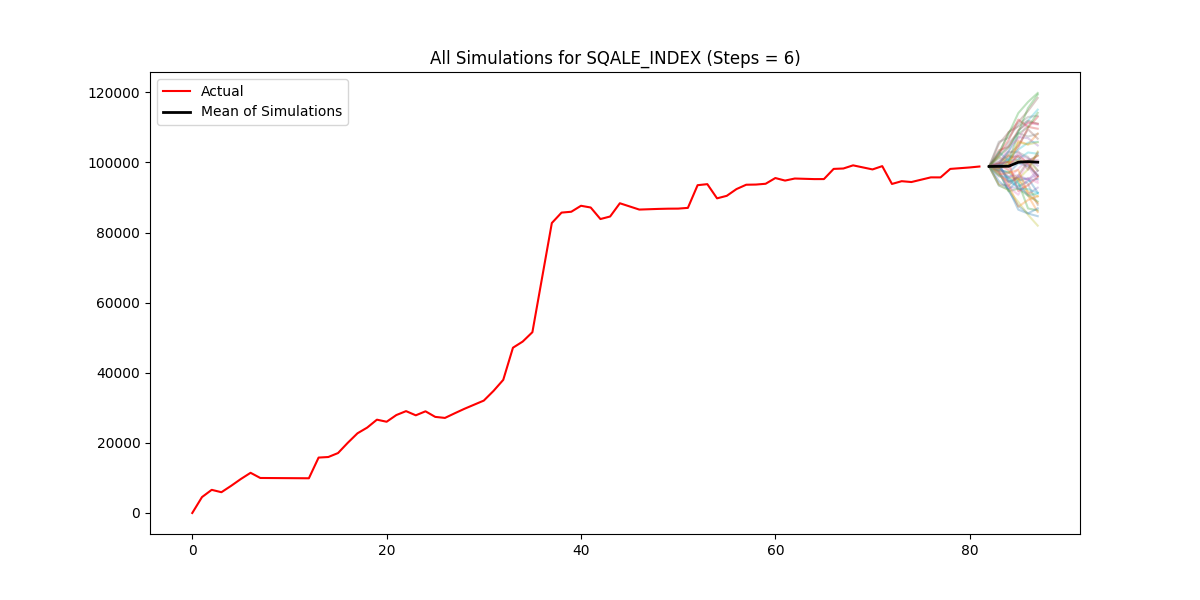 All Simulations for SQALE_INDEX (Steps = 6)
Actual
Mean of Simulations
120000
100000
80000
60000
40000
20000
0
0 20 40 60 80